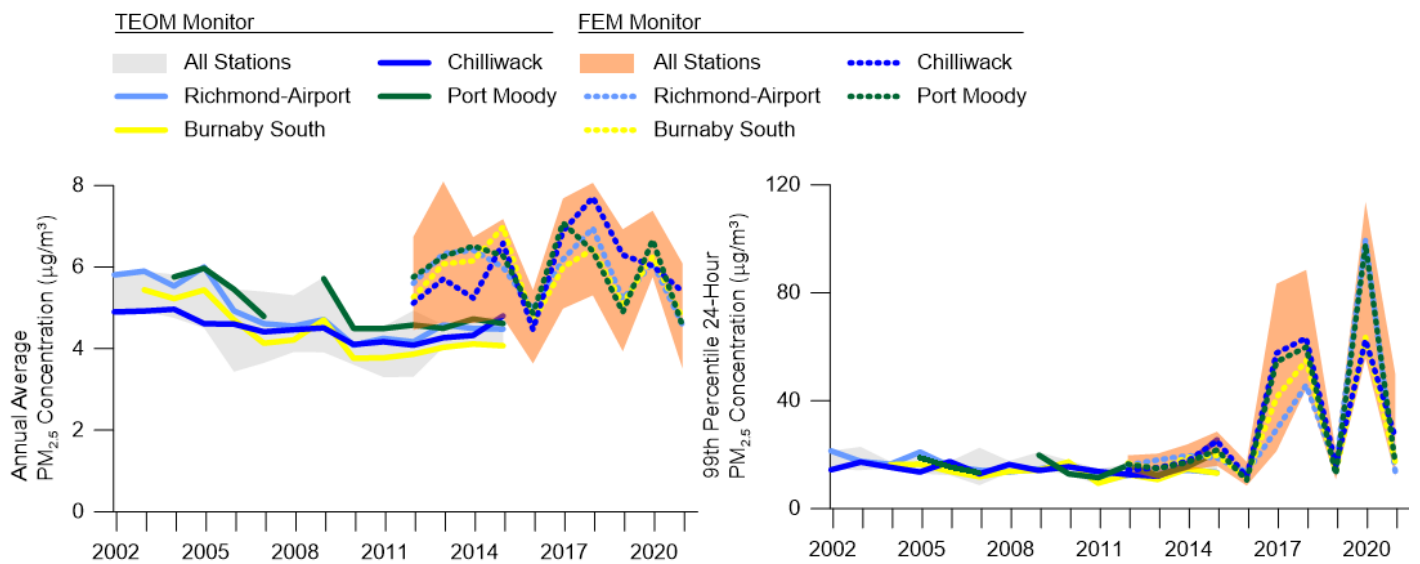 TEOM Monitor FEM Monitor
All Stations Chilliwack All Stations Chilliwack
Richmond-Airport Port Moody Richmond-Airport Port Moody
Burnaby South Burnaby South
Annual Average
PM2.5 Concentration (µg/m³)
8
6
4
2
0
2002 2005 2008 2011 2014 2017 2020
99th Percentile 24-Hour
PM2.5 Concentration (µg/m³)
120
80
40
0
2002 2005 2008 2011 2014 2017 2020